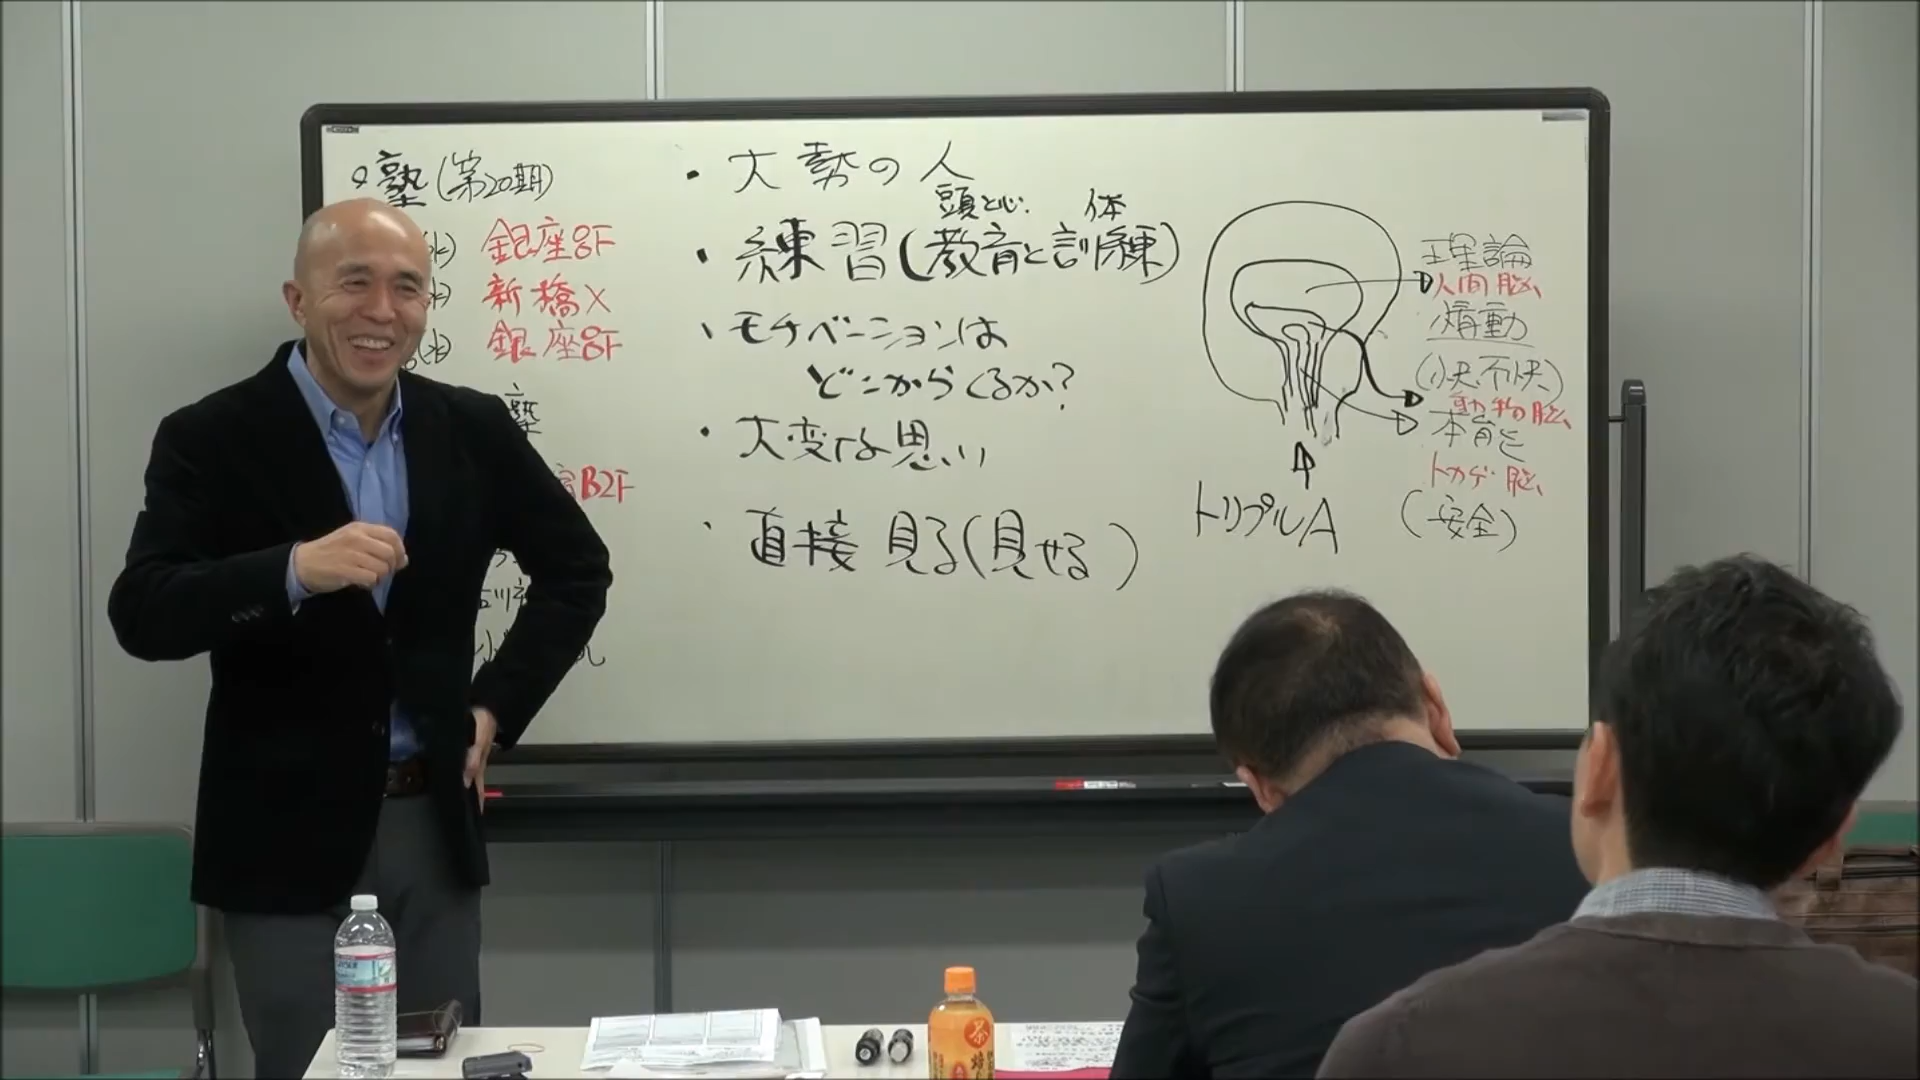 塾(第20期)
(水) 銀座8F
(水) 新橋X
(水) 銀座8F
塾
B2F
・大勢の人
頭と心 体
・練習(教育と訓練)
・モチベーションは
どこからくるか?
・大変な思い
・直接見る(見せる)
理論
人間脳
情動
(快不快)
動物脳
本能
トカゲ脳
(安全)
トリプルA
茶